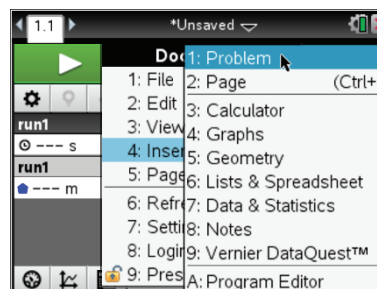 1.1
*Unsaved
Doc
1: File
2: Edit
3: View
4: Inser
5: Page
6: Refr
7: Setti
8: Login
9: Pres
1: Problem
2: Page (Ctrl+
3: Calculator
4: Graphs
5: Geometry
6: Lists & Spreadsheet
7: Data & Statistics
8: Notes
9: Vernier DataQuest™
A: Program Editor
run1
--- s
run1
--- m